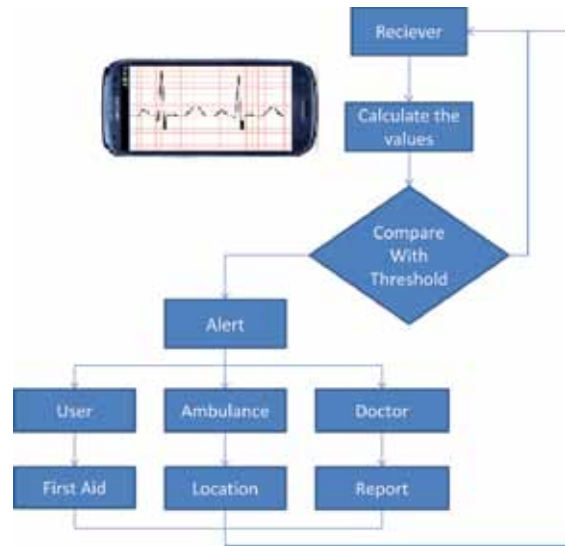 Reciever
Calculate the
values
Compare
With
Threshold
Alert
User
Ambulance
Doctor
First Aid
Location
Report